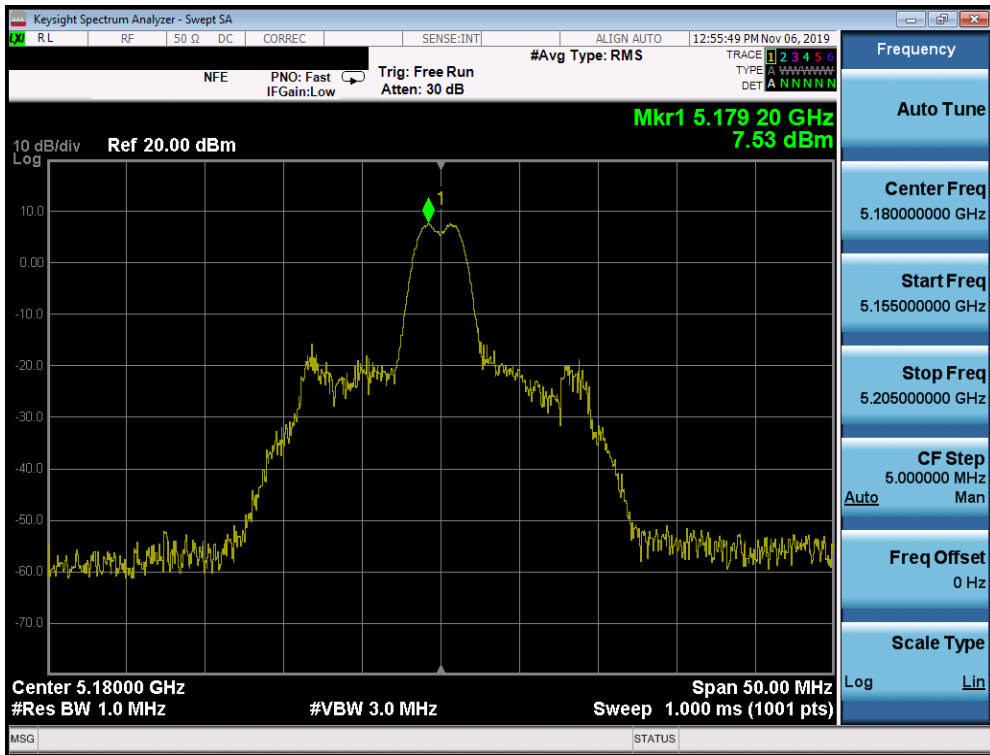 Keysight Spectrum Analyzer - Swept SA
LXI RL RF 50 Ω DC CORREC SENSE:INT ALIGN AUTO 12:55:49 PM Nov 06, 2019
NFE PNO: Fast IFGain:Low Trig: Free Run Atten: 30 dB #Avg Type: RMS
TRACE 1 2 3 4 5 6
TYPE A WWWWW
DET A N N N N N
Mkr1 5.179 20 GHz
7.53 dBm
10 dB/div Ref 20.00 dBm
Log
1
10.0
0.00
-10.0
-20.0
-30.0
-40.0
-50.0
-60.0
-70.0
Center 5.18000 GHz Span 50.00 MHz
#Res BW 1.0 MHz #VBW 3.0 MHz Sweep 1.000 ms (1001 pts)
MSG STATUS
Frequency
Auto Tune
Center Freq
5.180000000 GHz
Start Freq
5.155000000 GHz
Stop Freq
5.205000000 GHz
CF Step
5.000000 MHz
Auto Man
Freq Offset
0 Hz
Scale Type
Log Lin